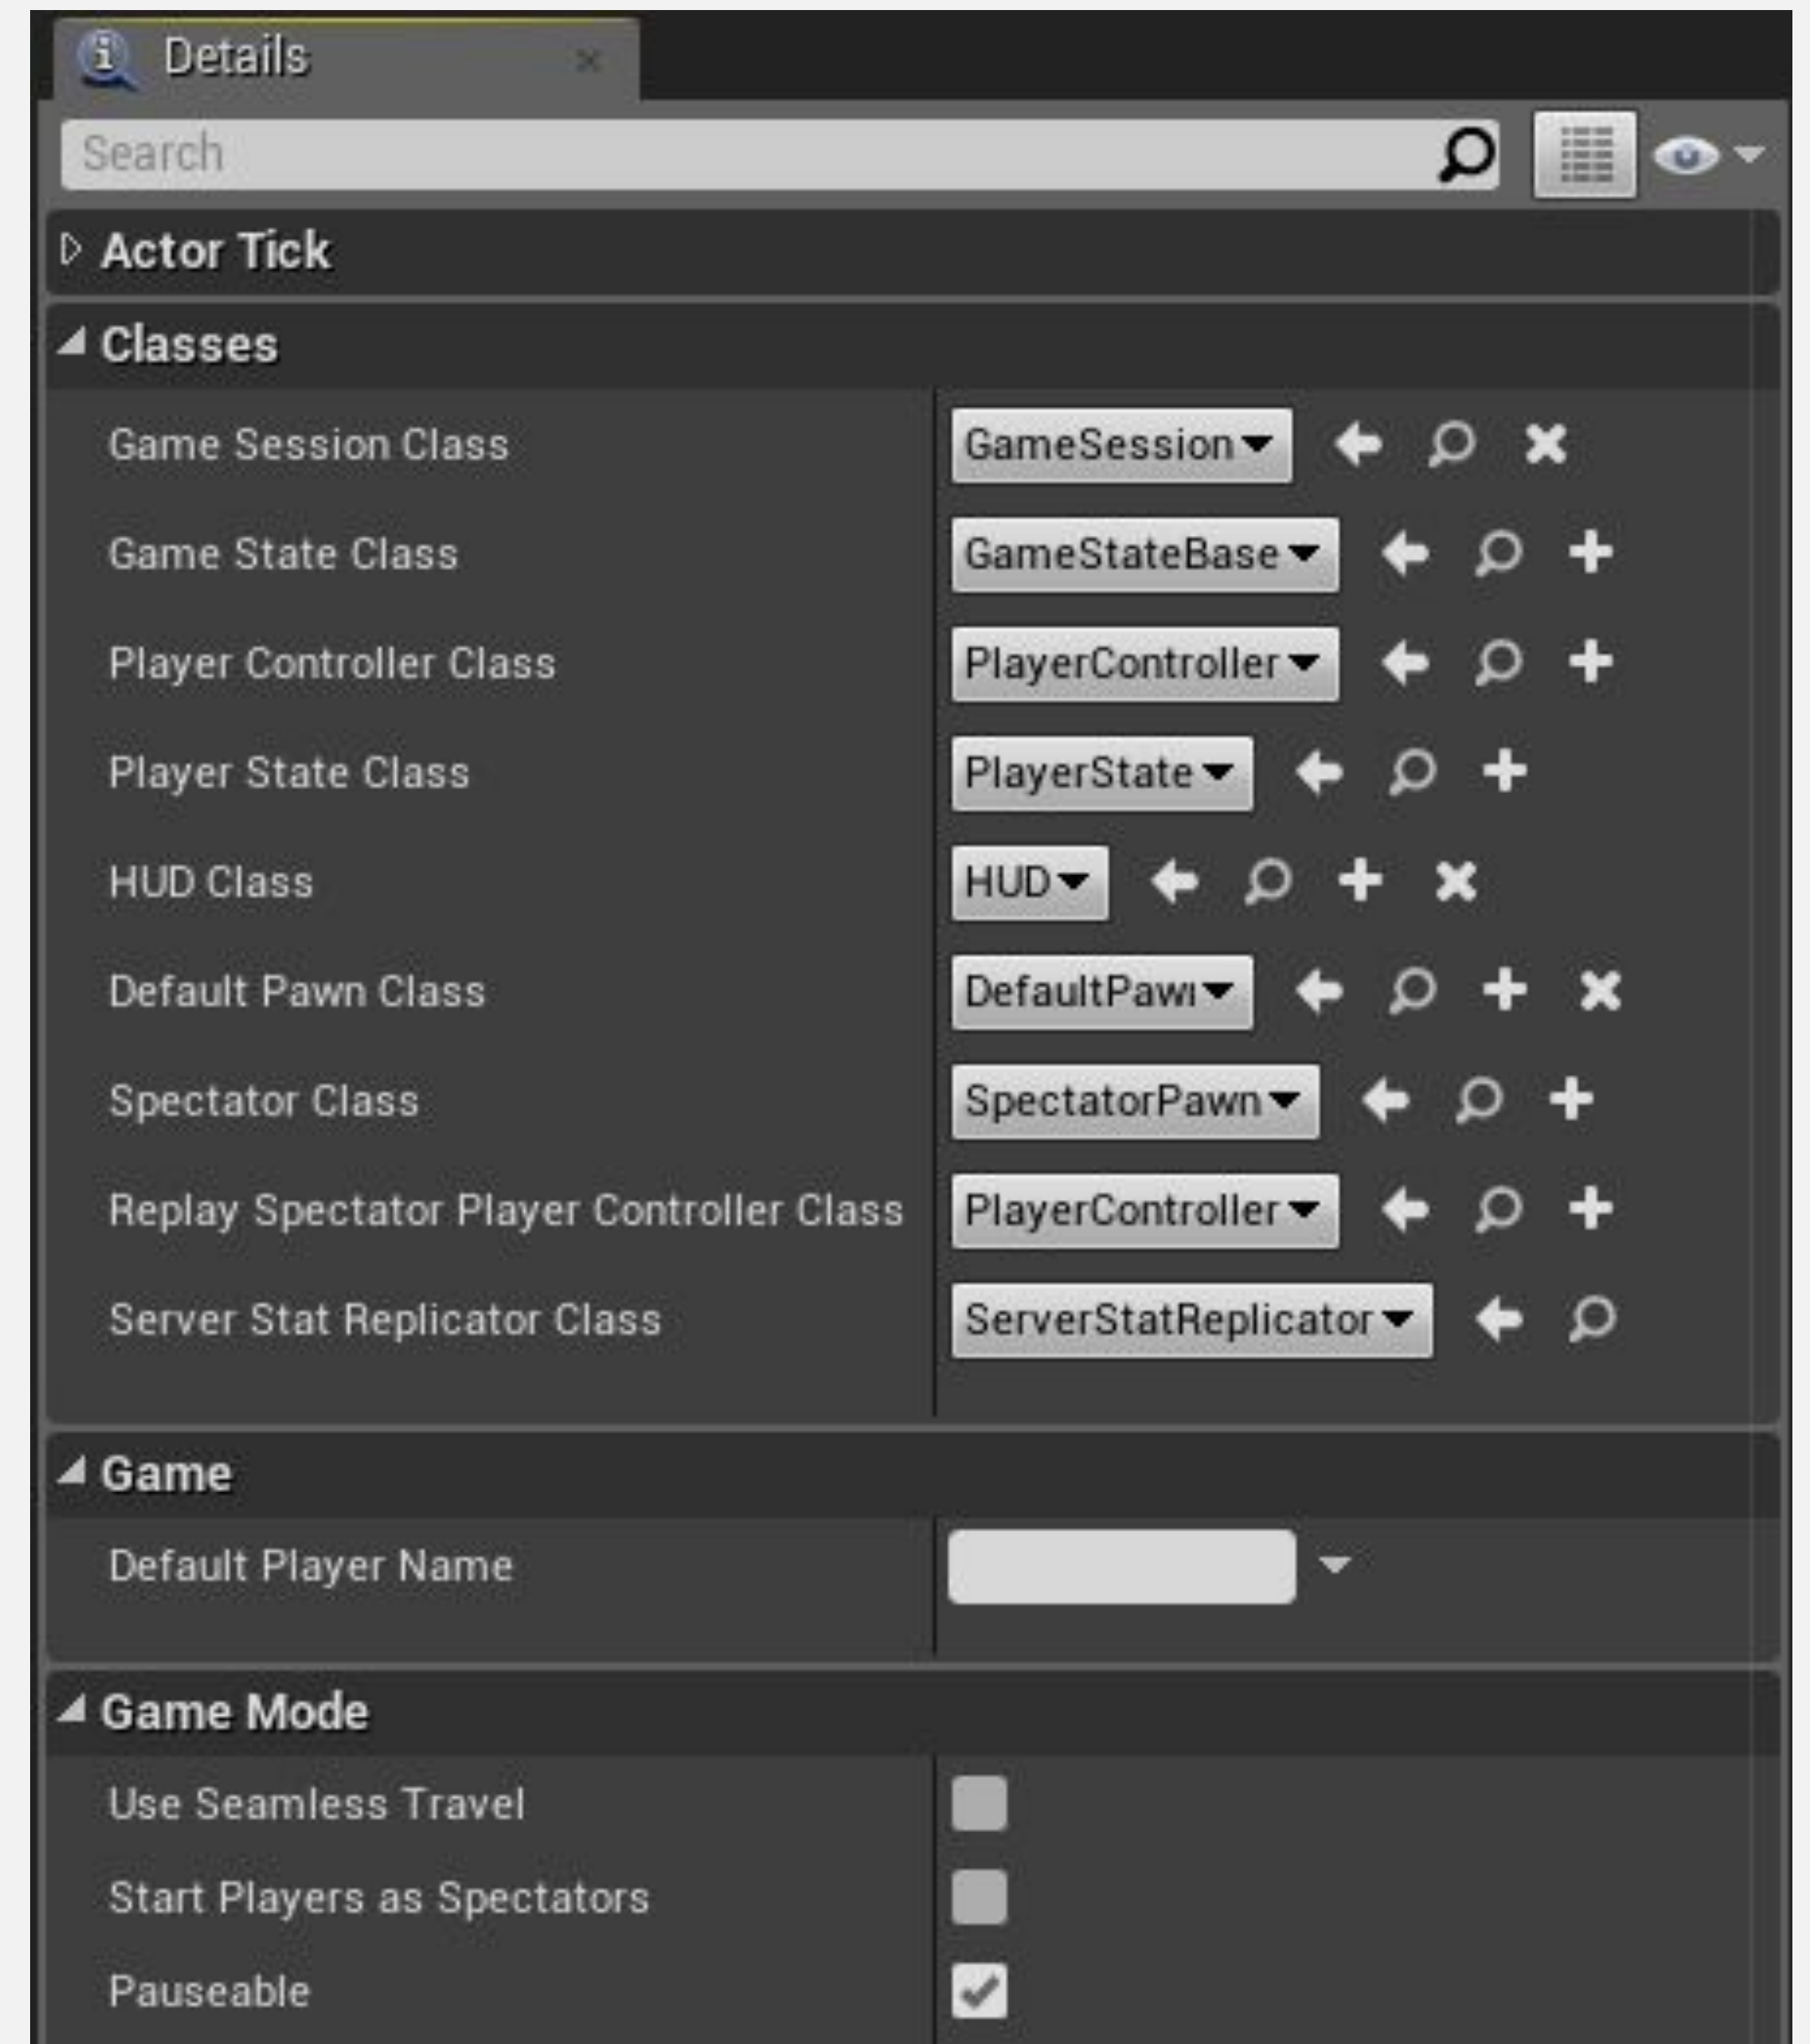 Details
Search
Actor Tick
Classes
Game Session Class GameSession
Game State Class GameStateBase
Player Controller Class PlayerController
Player State Class PlayerState
HUD Class HUD
Default Pawn Class DefaultPawn
Spectator Class SpectatorPawn
Replay Spectator Player Controller Class PlayerController
Server Stat Replicator Class ServerStatReplicator
Game
Default Player Name
Game Mode
Use Seamless Travel
Start Players as Spectators
Pauseable